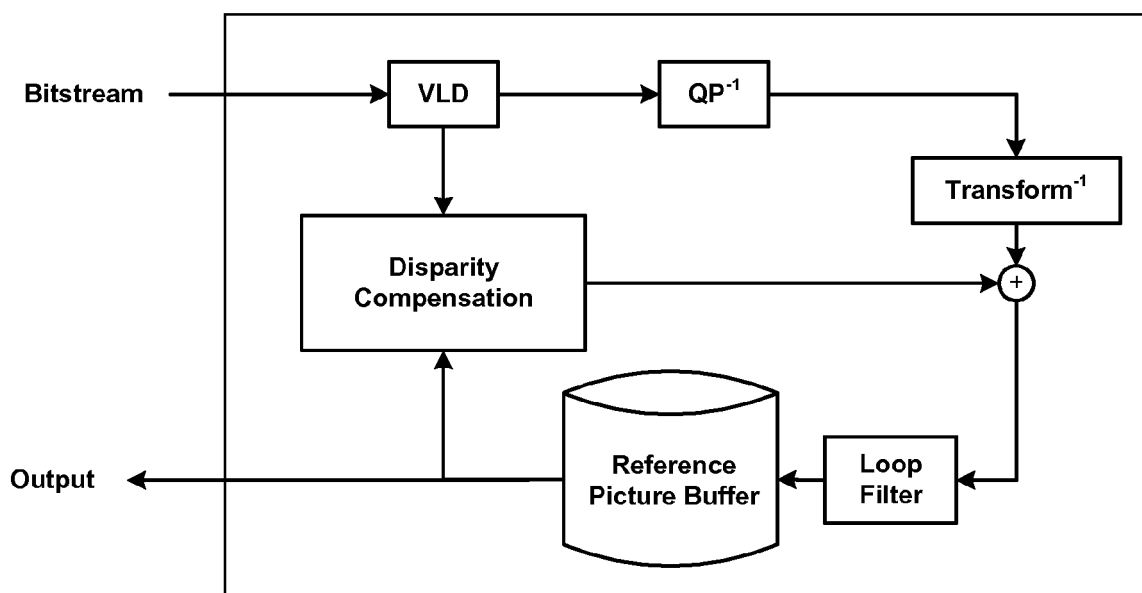 Bitstream
VLD
QP⁻¹
Transform⁻¹
Disparity
Compensation
+
Output
Reference
Picture Buffer
Loop
Filter